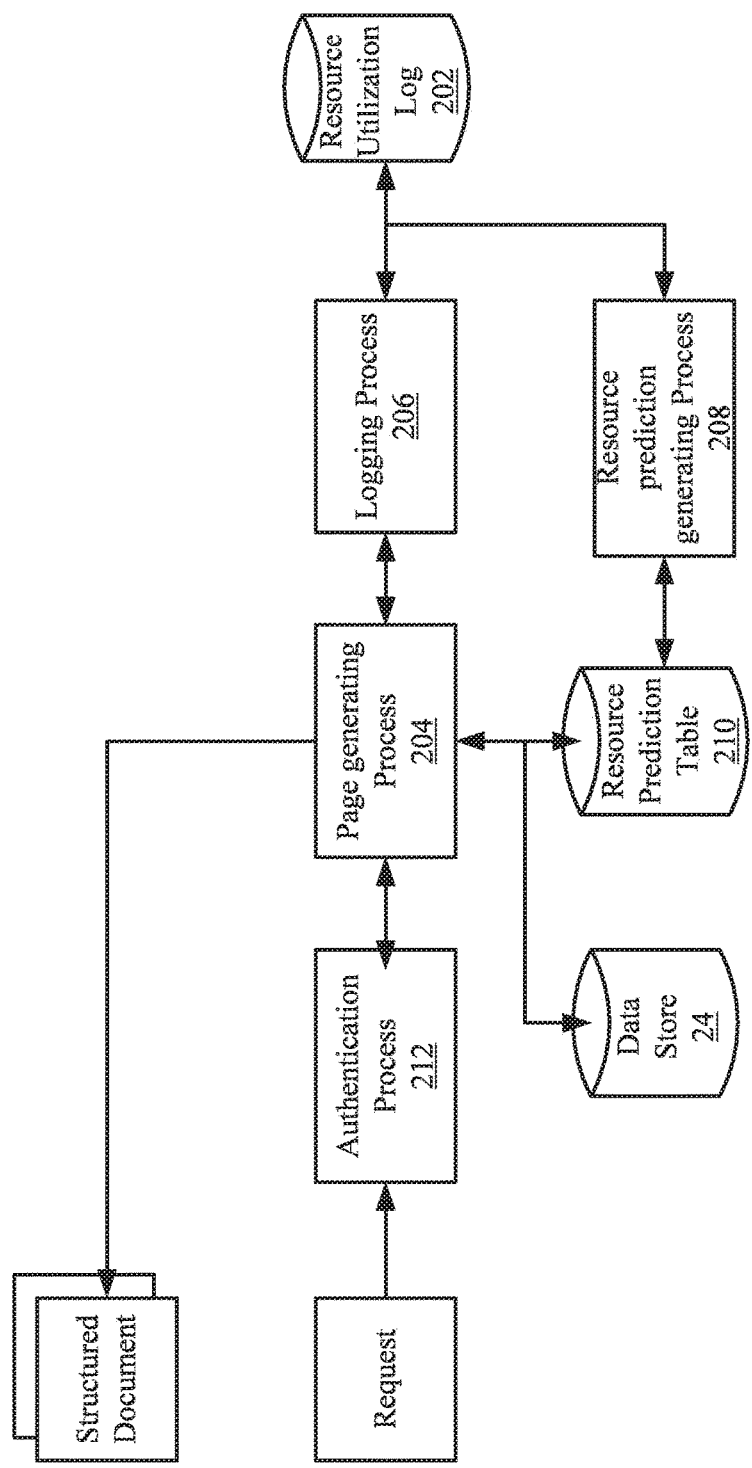 Structured
Document
Request
Authentication
Process
212
Page generating
Process
204
Logging Process
206
Resource
Utilization
Log
202
Data
Store
24
Resource
Prediction
Table
210
Resource
prediction
generating Process
208